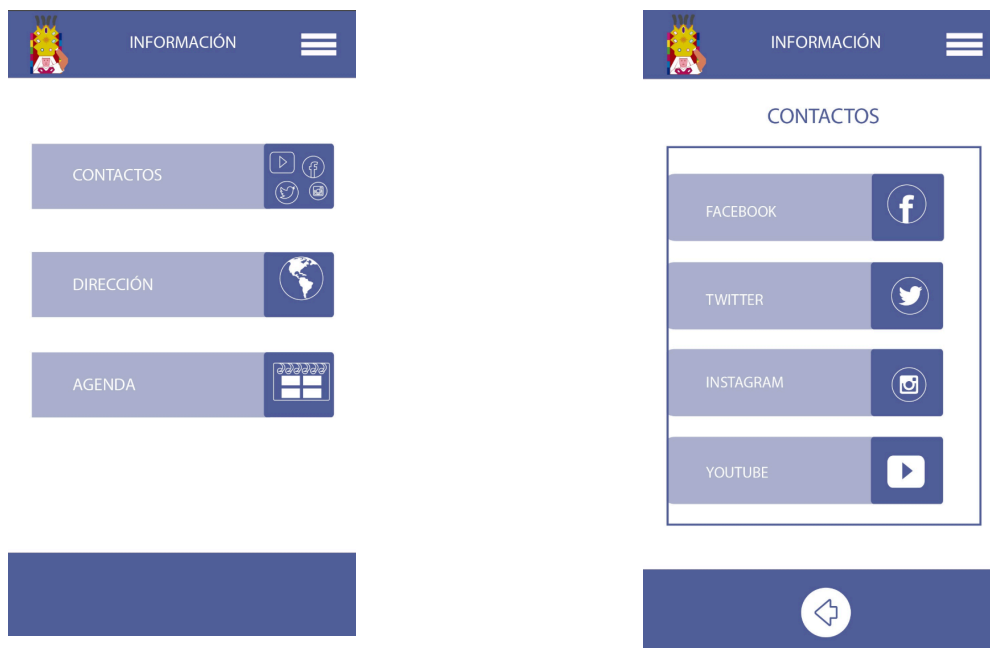 INFORMACIÓN
CONTACTOS
DIRECCIÓN
AGENDA
INFORMACIÓN
CONTACTOS
FACEBOOK
TWITTER
INSTAGRAM
YOUTUBE